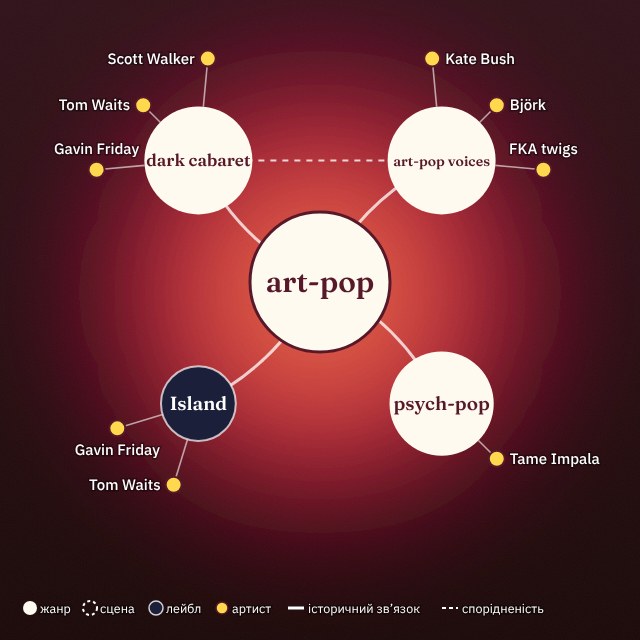 Scott Walker
Kate Bush
Tom Waits
Björk
Gavin Friday
FKA twigs
dark cabaret
art-pop voices
art-pop
Island
psych-pop
Gavin Friday
Tame Impala
Tom Waits
жанр сцена лейбл артист історичний зв’язок спорідненість